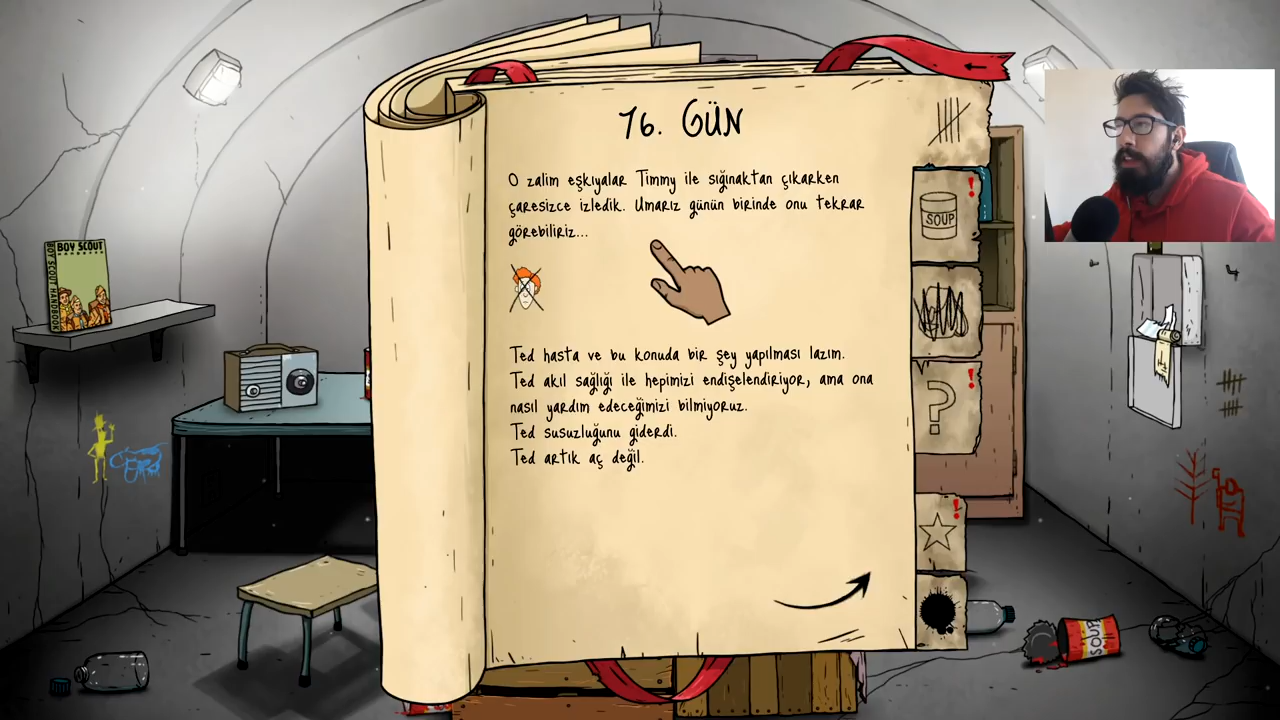 76. GÜN
O zalim eşkıyalar Timmy ile sığınaktan çıkarken
çaresizce izledik. Umarız günün birinde onu tekrar
görebiliriz...
Ted hasta ve bu konuda bir şey yapılması lazım.
Ted akıl sağlığı ile hepimizi endişelendiriyor, ama ona
nasıl yardım edeceğimizi bilmiyoruz.
Ted susuzluğunu giderdi.
Ted artık aç değil.
!
SOUP
!
?
!
BOY SCOUT
HANDBOOK
BOY SCOUT HANDBOOK
SOUP